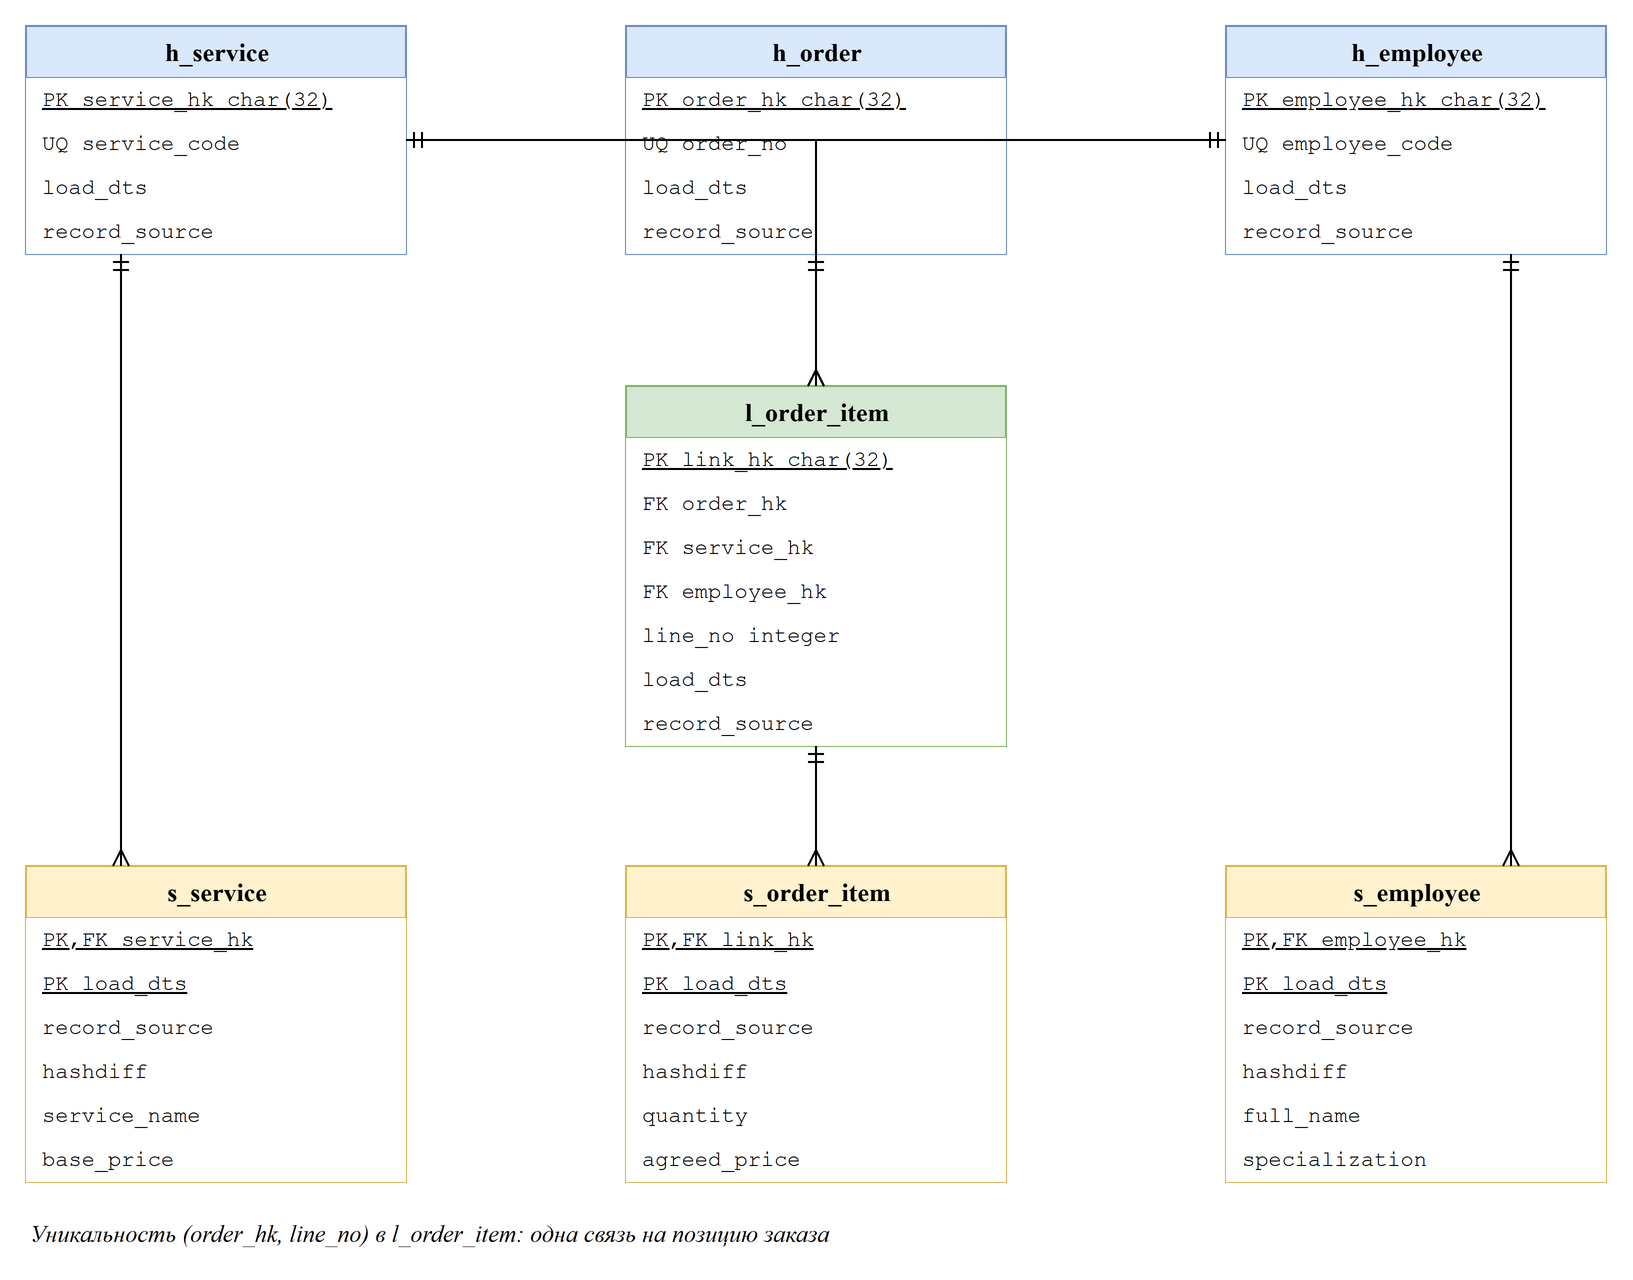 h_service
PK service_hk char(32)
UQ service_code
load_dts
record_source
h_order
PK order_hk char(32)
UQ order_no
load_dts
record_source
h_employee
PK employee_hk char(32)
UQ employee_code
load_dts
record_source
l_order_item
PK link_hk char(32)
FK order_hk
FK service_hk
FK employee_hk
line_no integer
load_dts
record_source
s_service
PK,FK service_hk
PK load_dts
record_source
hashdiff
service_name
base_price
s_order_item
PK,FK link_hk
PK load_dts
record_source
hashdiff
quantity
agreed_price
s_employee
PK,FK employee_hk
PK load_dts
record_source
hashdiff
full_name
specialization
Уникальность (order_hk, line_no) в l_order_item: одна связь на позицию заказа